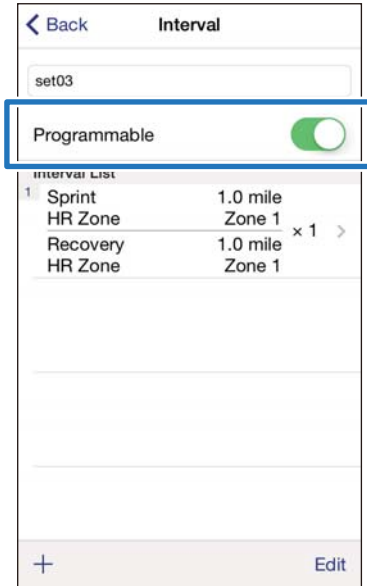 Back Interval
set03
Programmable
Interval List
1 Sprint 1.0 mile
HR Zone Zone 1
× 1
Recovery 1.0 mile
HR Zone Zone 1
+ Edit